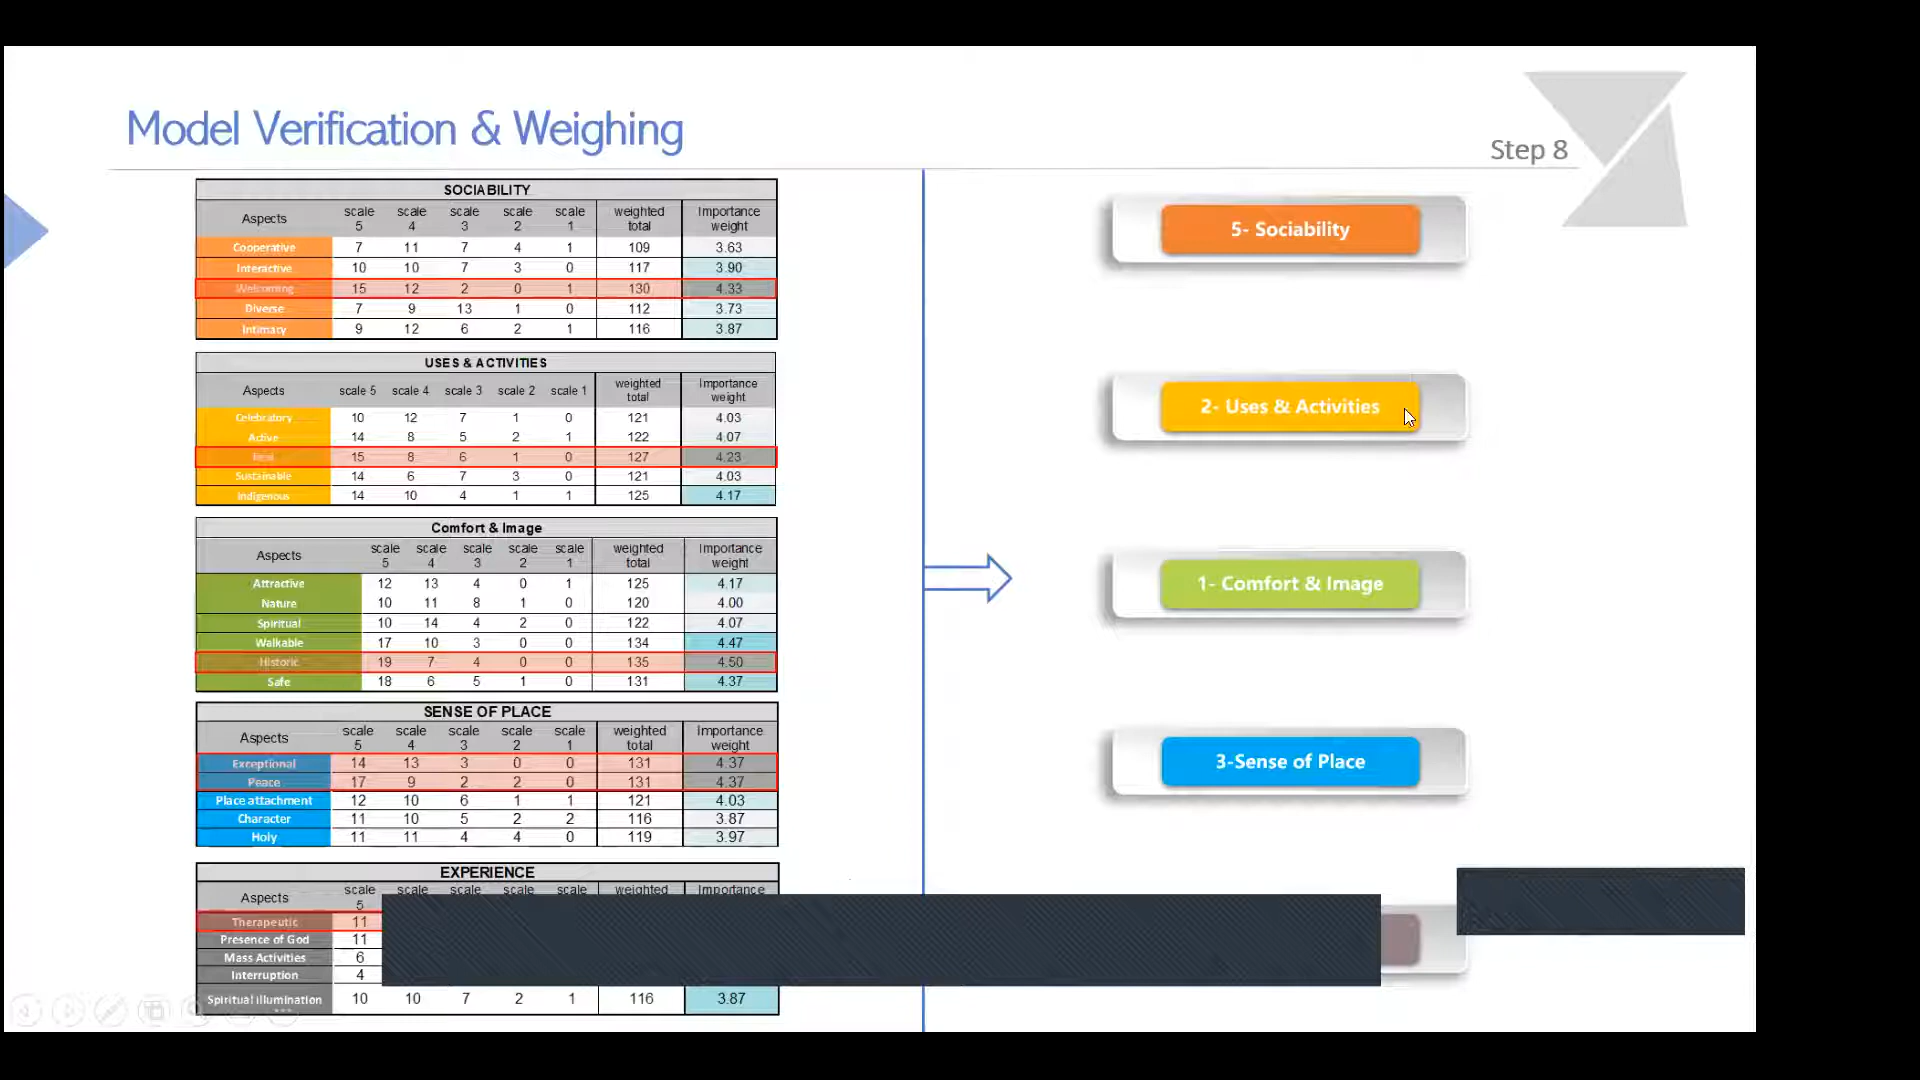 Model Verification & Weighing
Step 8
SOCIABILITY
Aspects scale 5 scale 4 scale 3 scale 2 scale 1 weighted total Importance weight
Cooperative 7 11 7 4 1 109 3.63
Interactive 10 10 7 3 0 117 3.90
Welcoming 15 12 2 0 1 130 4.33
Diverse 7 9 13 1 0 112 3.73
Intimacy 9 12 6 2 1 116 3.87
USES & ACTIVITIES
Aspects scale 5 scale 4 scale 3 scale 2 scale 1 weighted total Importance weight
Celebratory 10 12 7 1 0 121 4.03
Active 14 8 5 2 1 122 4.07
15 8 6 1 0 127 4.23
Sustainable 14 6 7 3 0 121 4.03
Indigenous 14 10 4 1 1 125 4.17
Comfort & Image
Aspects scale 5 scale 4 scale 3 scale 2 scale 1 weighted total Importance weight
Attractive 12 13 4 0 1 125 4.17
Nature 10 11 8 1 0 120 4.00
Spiritual 10 14 4 2 0 122 4.07
Walkable 17 10 3 0 0 134 4.47
Historic 19 7 4 0 0 135 4.50
Safe 18 6 5 1 0 131 4.37
SENSE OF PLACE
Aspects scale 5 scale 4 scale 3 scale 2 scale 1 weighted total Importance weight
Exceptional 14 13 3 0 0 131 4.37
Peace 17 9 2 2 0 131 4.37
Place attachment 12 10 6 1 1 121 4.03
Character 11 10 5 2 2 116 3.87
Holy 11 11 4 4 0 119 3.97
EXPERIENCE
Aspects scale 5 scale scale scale scale weighted Importance
Therapeutic 11
Presence of God 11
Mass Activities 6
Interruption 4
Spiritual illumination 10 10 7 2 1 116 3.87
5- Sociability
2- Uses & Activities
1- Comfort & Image
3-Sense of Place